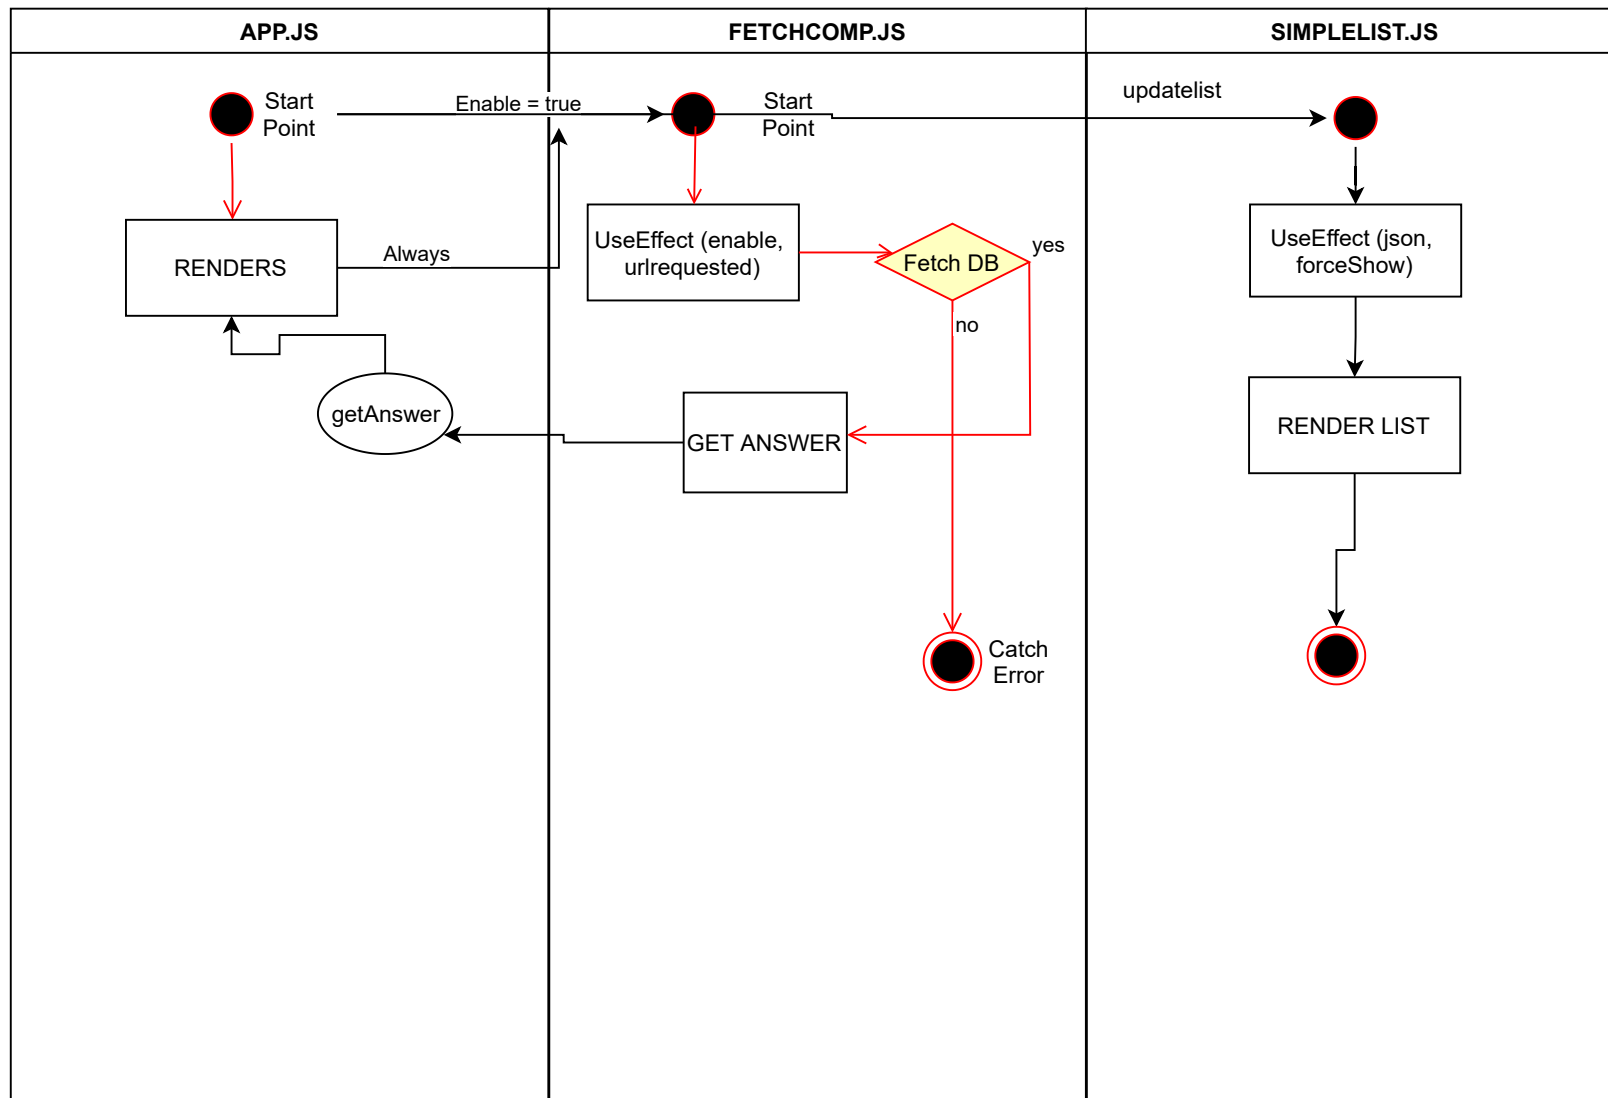 APP.JS
FETCHCOMP.JS
SIMPLELIST.JS
Start
Point
Enable = true
Start
Point
updatelist
RENDERS
Always
UseEffect (enable,
urlrequested)
Fetch DB
yes
no
UseEffect (json,
forceShow)
getAnswer
GET ANSWER
RENDER LIST
Catch
Error